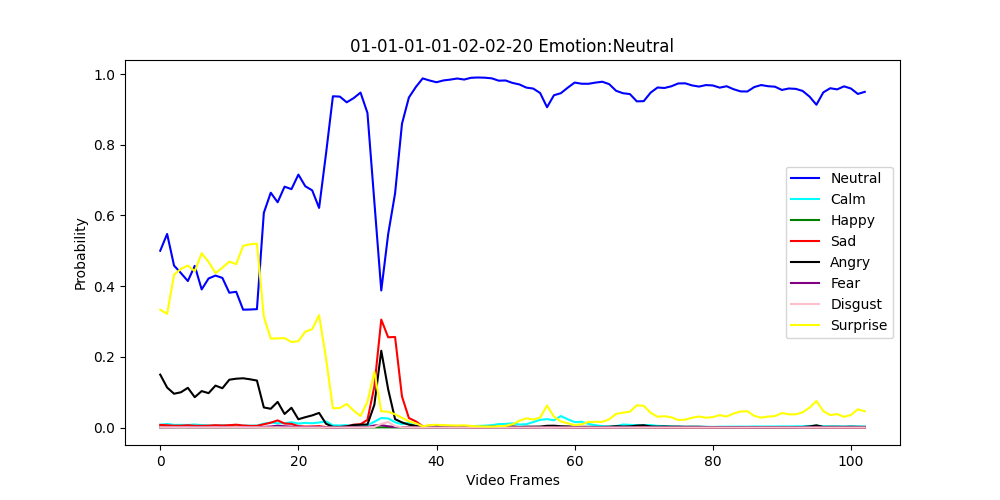 01-01-01-01-02-02-20 Emotion:Neutral
Probability
1.0
0.8
0.6
0.4
0.2
0.0
Neutral
Calm
Happy
Sad
Angry
Fear
Disgust
Surprise
0 20 40 60 80 100
Video Frames